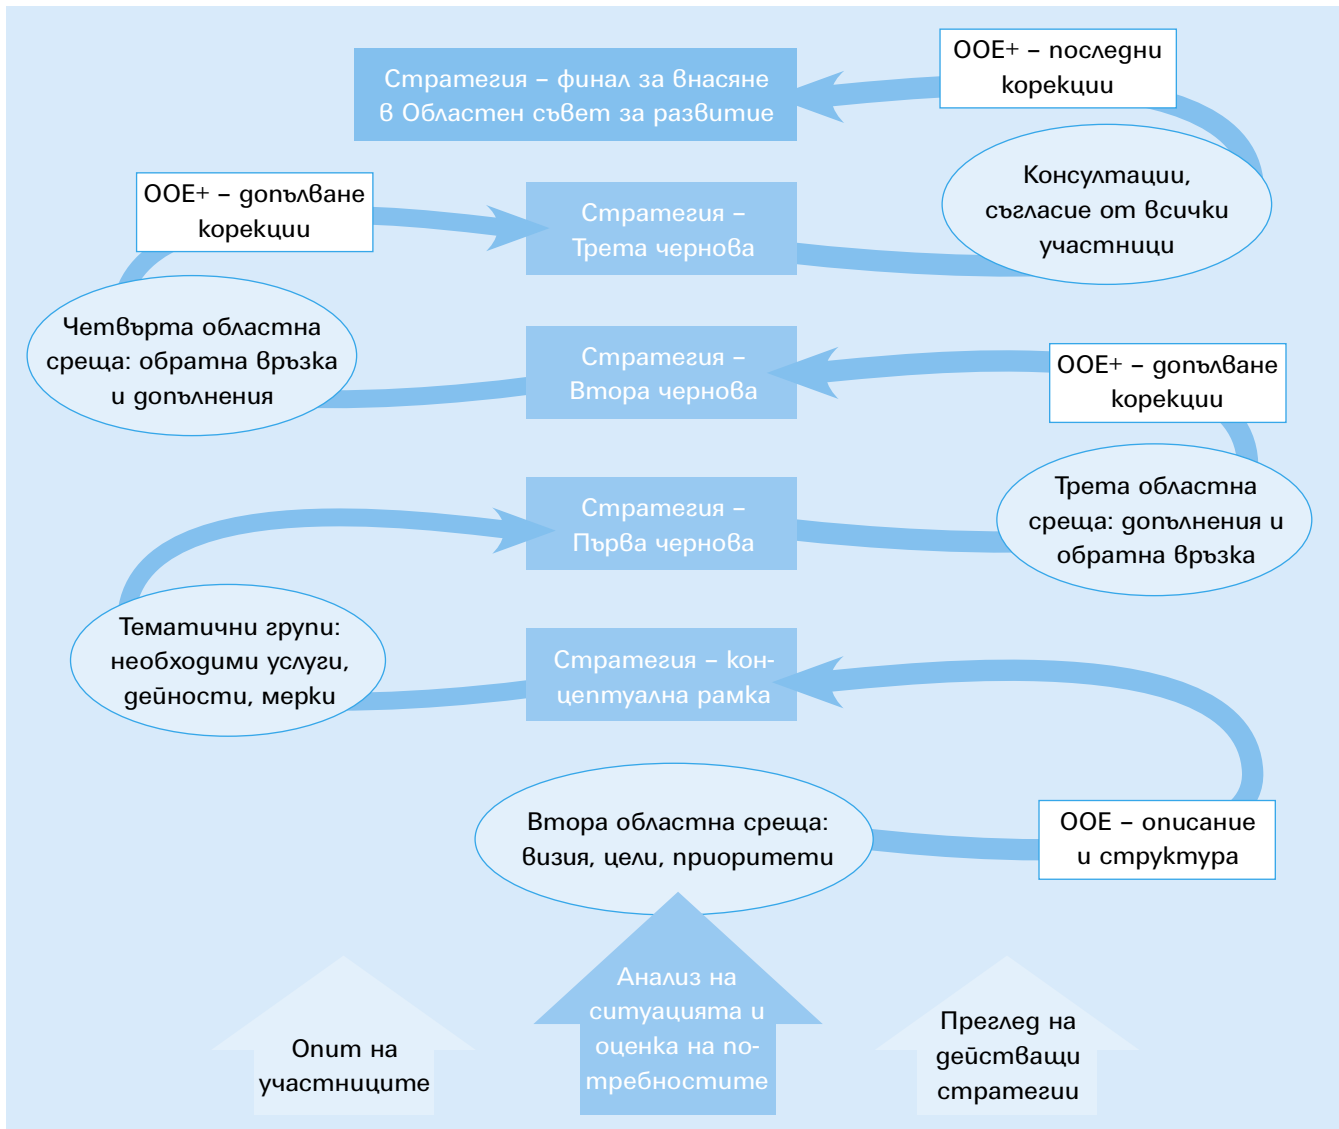 ООЕ+ – последни
корекции
Стратегия – финал за внасяне
в Областен съвет за развитие
Консултации,
съгласие от всички
участници
ООЕ+ – допълване
корекции
Стратегия –
Трета чернова
Четвърта областна
среща: обратна връзка
и допълнения
Стратегия –
Втора чернова
ООЕ+ – допълване
корекции
Стратегия –
Първа чернова
Трета областна
среща: допълнения и
обратна връзка
Тематични групи:
необходими услуги,
дейности, мерки
Стратегия – кон-
цептуална рамка
Втора областна среща:
визия, цели, приоритети
ООЕ – описание
и структура
Опит на
участниците
Анализ на
ситуацията и
оценка на по-
требностите
Преглед на
действащи
стратегии